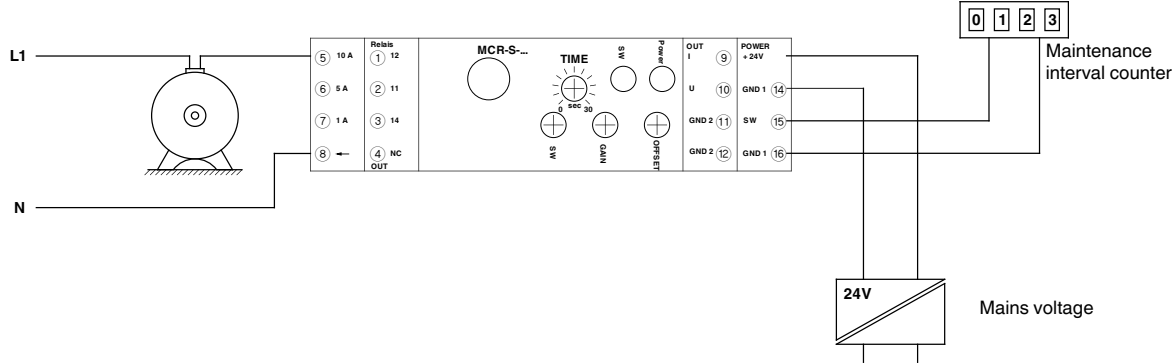 0 1 2 3
Maintenance
interval counter
L1
N
5 10 A
6 5 A
7 1 A
8
Relais
1 12
2 11
3 14
4 NC
OUT
MCR-S-...
TIME
0 sec 30
SW
Power
SW
GAIN
OFFSET
OUT
I 9
U 10
GND 2 11
GND 2 12
POWER
+ 24V
GND 1 14
SW 15
GND 1 16
24V
Mains voltage